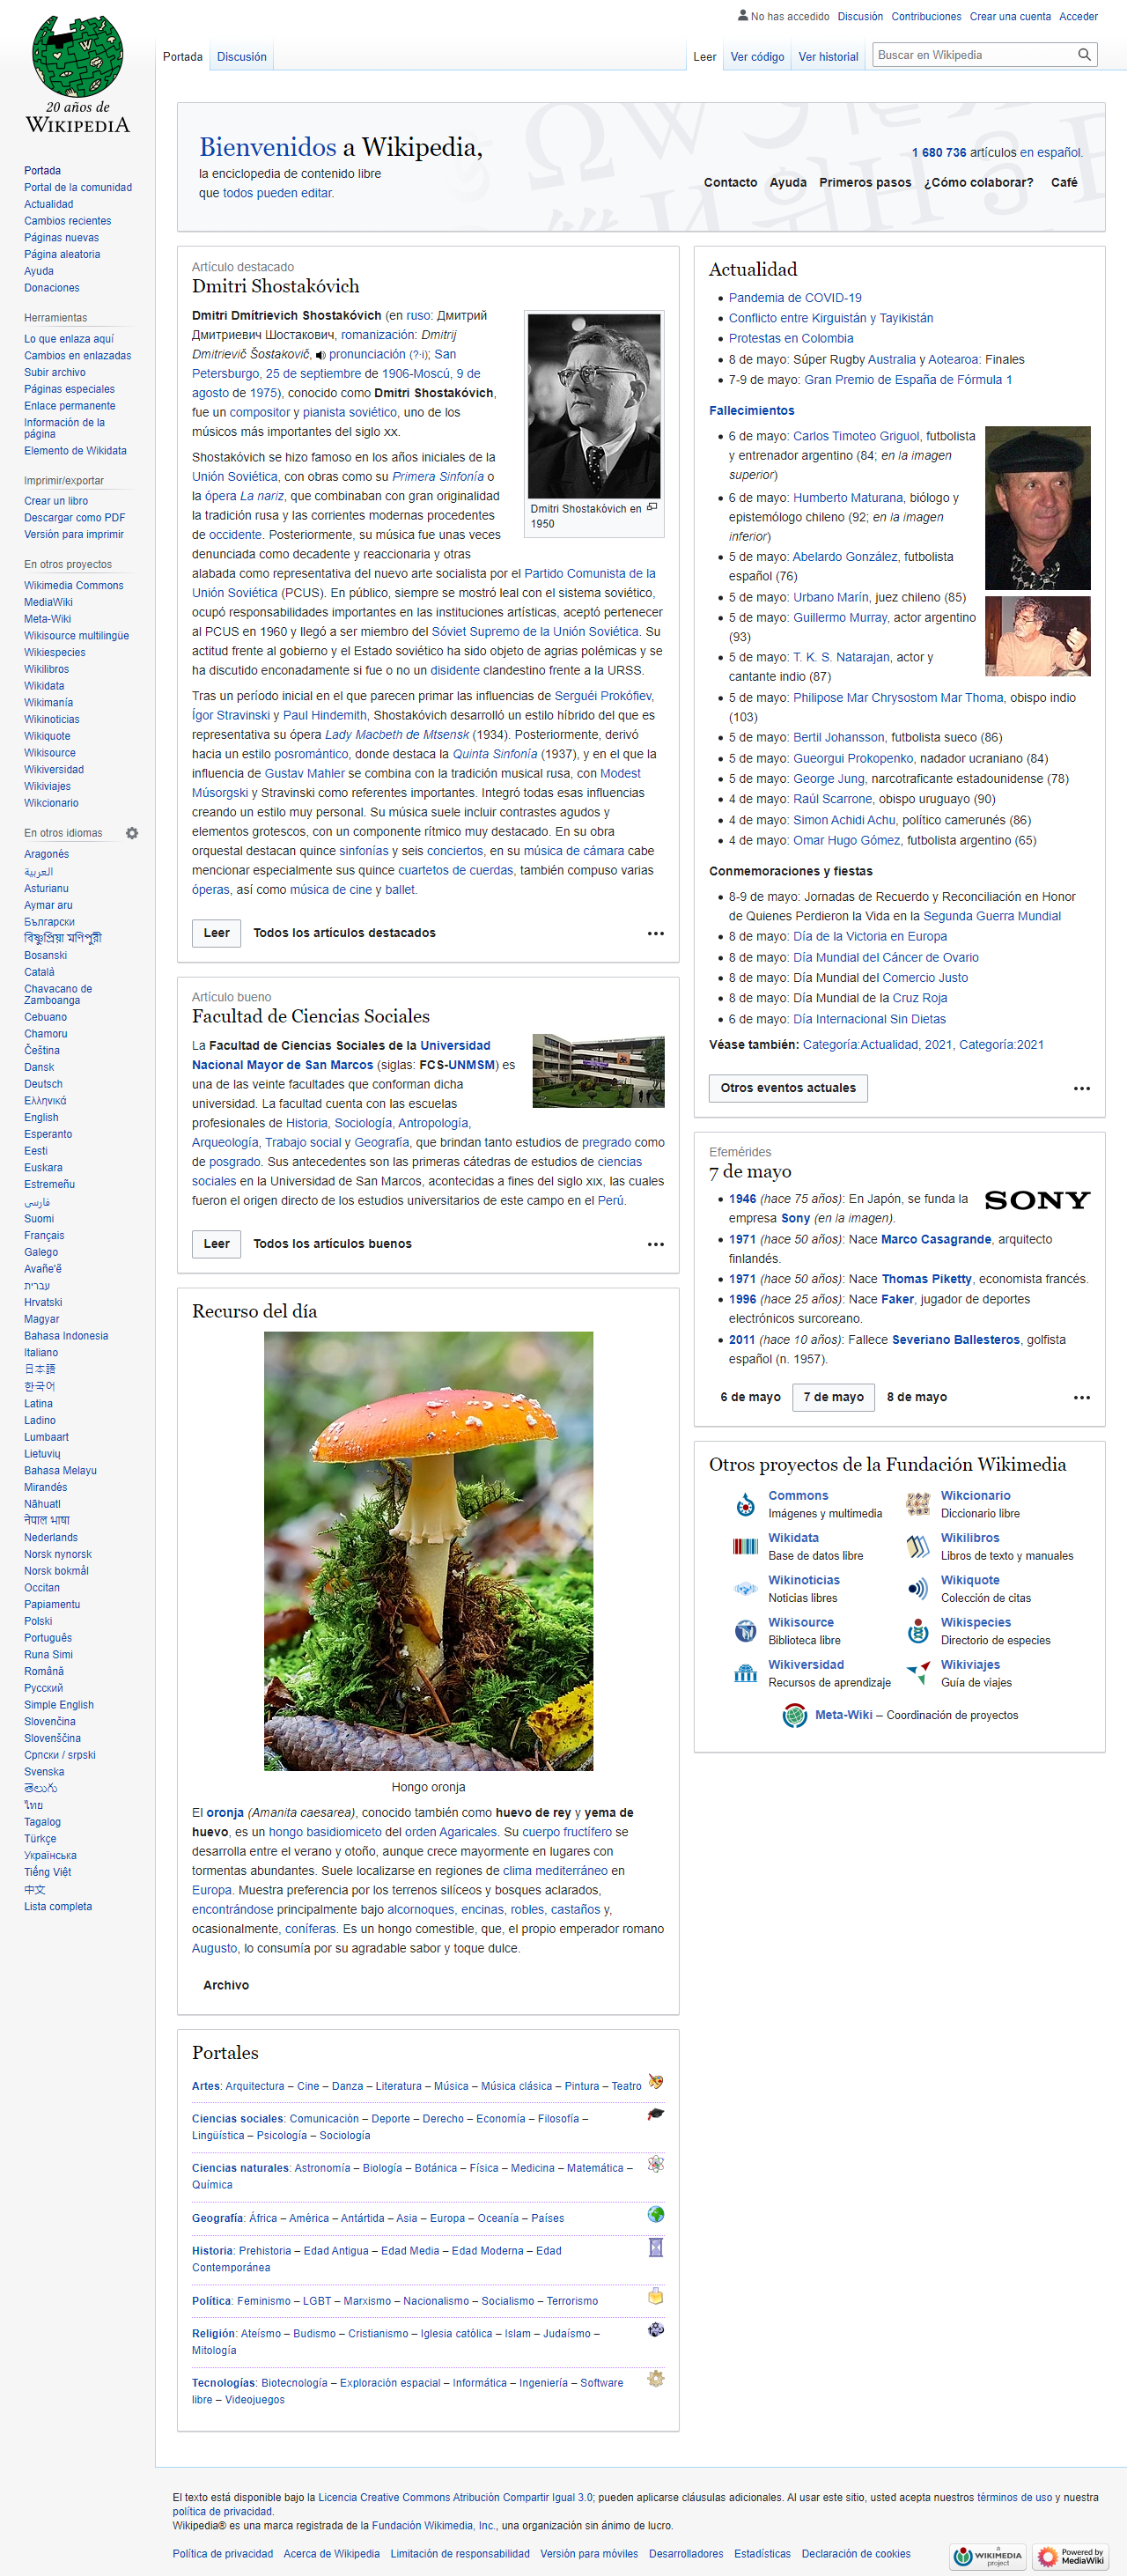 No has accedido Discusión Contribuciones Crear una cuenta Acceder
Portada Discusión Leer Ver código Ver historial Buscar en Wikipedia
20 años de
WIKIPEDIA
Portada
Portal de la comunidad
Actualidad
Cambios recientes
Páginas nuevas
Página aleatoria
Ayuda
Donaciones
Herramientas
Lo que enlaza aquí
Cambios en enlazadas
Subir archivo
Páginas especiales
Enlace permanente
Información de la
página
Elemento de Wikidata
Imprimir/exportar
Crear un libro
Descargar como PDF
Versión para imprimir
En otros proyectos
Wikimedia Commons
MediaWiki
Meta-Wiki
Wikisource multilingüe
Wikiespecies
Wikilibros
Wikidata
Wikimanía
Wikinoticias
Wikiquote
Wikisource
Wikiversidad
Wikiviajes
Wikcionario
En otros idiomas
Aragonés
العربية
Asturianu
Aymar aru
Български
বিষ্ণুপ্রিয়া মণিপুরী
Bosanski
Català
Chavacano de
Zamboanga
Cebuano
Chamoru
Čeština
Dansk
Deutsch
Ελληνικά
English
Esperanto
Eesti
Euskara
Estremeñu
فارسی
Suomi
Français
Galego
Avañe'ẽ
עברית
Hrvatski
Magyar
Bahasa Indonesia
Italiano
日本語
한국어
Latina
Ladino
Lumbaart
Lietuvių
Bahasa Melayu
Mirandés
Nāhuatl
नेपाल भाषा
Nederlands
Norsk nynorsk
Norsk bokmål
Occitan
Papiamentu
Polski
Português
Runa Simi
Română
Русский
Simple English
Slovenčina
Slovenščina
Српски / srpski
Svenska
తెలుగు
ไทย
Tagalog
Türkçe
Українська
Tiếng Việt
中文
Lista completa
Bienvenidos a Wikipedia,
la enciclopedia de contenido libre
que todos pueden editar.
1 680 736 artículos en español.
Contacto Ayuda Primeros pasos ¿Cómo colaborar? Café
Artículo destacado
Dmitri Shostakóvich
Dmitri Dmítrievich Shostakóvich (en ruso: Дмитрий
Дмитриевич Шостакович, romanización: Dmitrij
Dmitrievič Šostakovič, pronunciación (?·i); San
Petersburgo, 25 de septiembre de 1906-Moscú, 9 de
agosto de 1975), conocido como Dmitri Shostakóvich,
fue un compositor y pianista soviético, uno de los
músicos más importantes del siglo XX.
Dmitri Shostakóvich en
1950
Shostakóvich se hizo famoso en los años iniciales de la
Unión Soviética, con obras como su Primera Sinfonía o
la ópera La nariz, que combinaban con gran originalidad
la tradición rusa y las corrientes modernas procedentes
de occidente. Posteriormente, su música fue unas veces
denunciada como decadente y reaccionaria y otras
alabada como representativa del nuevo arte socialista por el Partido Comunista de la
Unión Soviética (PCUS). En público, siempre se mostró leal con el sistema soviético,
ocupó responsabilidades importantes en las instituciones artísticas, aceptó pertenecer
al PCUS en 1960 y llegó a ser miembro del Sóviet Supremo de la Unión Soviética. Su
actitud frente al gobierno y el Estado soviético ha sido objeto de agrias polémicas y se
ha discutido enconadamente si fue o no un disidente clandestino frente a la URSS.
Tras un período inicial en el que parecen primar las influencias de Serguéi Prokófiev,
Ígor Stravinski y Paul Hindemith, Shostakóvich desarrolló un estilo híbrido del que es
representativa su ópera Lady Macbeth de Mtsensk (1934). Posteriormente, derivó
hacia un estilo posromántico, donde destaca la Quinta Sinfonía (1937), y en el que la
influencia de Gustav Mahler se combina con la tradición musical rusa, con Modest
Músorgski y Stravinski como referentes importantes. Integró todas esas influencias
creando un estilo muy personal. Su música suele incluir contrastes agudos y
elementos grotescos, con un componente rítmico muy destacado. En su obra
orquestal destacan quince sinfonías y seis conciertos, en su música de cámara cabe
mencionar especialmente sus quince cuartetos de cuerdas, también compuso varias
óperas, así como música de cine y ballet.
Leer Todos los artículos destacados
Artículo bueno
Facultad de Ciencias Sociales
La Facultad de Ciencias Sociales de la Universidad
Nacional Mayor de San Marcos (siglas: FCS-UNMSM) es
una de las veinte facultades que conforman dicha
universidad. La facultad cuenta con las escuelas
profesionales de Historia, Sociología, Antropología,
Arqueología, Trabajo social y Geografía, que brindan tanto estudios de pregrado como
de posgrado. Sus antecedentes son las primeras cátedras de estudios de ciencias
sociales en la Universidad de San Marcos, acontecidas a fines del siglo XIX, las cuales
fueron el origen directo de los estudios universitarios de este campo en el Perú.
Leer Todos los artículos buenos
Recurso del día
Hongo oronja
El oronja (Amanita caesarea), conocido también como huevo de rey y yema de
huevo, es un hongo basidiomiceto del orden Agaricales. Su cuerpo fructífero se
desarrolla entre el verano y otoño, aunque crece mayormente en lugares con
tormentas abundantes. Suele localizarse en regiones de clima mediterráneo en
Europa. Muestra preferencia por los terrenos silíceos y bosques aclarados,
encontrándose principalmente bajo alcornoques, encinas, robles, castaños y,
ocasionalmente, coníferas. Es un hongo comestible, que, el propio emperador romano
Augusto, lo consumía por su agradable sabor y toque dulce.
Archivo
Portales
Artes: Arquitectura – Cine – Danza – Literatura – Música – Música clásica – Pintura – Teatro
Ciencias sociales: Comunicación – Deporte – Derecho – Economía – Filosofía –
Lingüística – Psicología – Sociología
Ciencias naturales: Astronomía – Biología – Botánica – Física – Medicina – Matemática –
Química
Geografía: África – América – Antártida – Asia – Europa – Oceanía – Países
Historia: Prehistoria – Edad Antigua – Edad Media – Edad Moderna – Edad
Contemporánea
Política: Feminismo – LGBT – Marxismo – Nacionalismo – Socialismo – Terrorismo
Religión: Ateísmo – Budismo – Cristianismo – Iglesia católica – Islam – Judaísmo –
Mitología
Tecnologías: Biotecnología – Exploración espacial – Informática – Ingeniería – Software
libre – Videojuegos
Actualidad
Pandemia de COVID-19
Conflicto entre Kirguistán y Tayikistán
Protestas en Colombia
8 de mayo: Súper Rugby Australia y Aotearoa: Finales
7-9 de mayo: Gran Premio de España de Fórmula 1
Fallecimientos
6 de mayo: Carlos Timoteo Griguol, futbolista
y entrenador argentino (84; en la imagen
superior)
6 de mayo: Humberto Maturana, biólogo y
epistemólogo chileno (92; en la imagen
inferior)
5 de mayo: Abelardo González, futbolista
español (76)
5 de mayo: Urbano Marín, juez chileno (85)
5 de mayo: Guillermo Murray, actor argentino
(93)
5 de mayo: T. K. S. Natarajan, actor y
cantante indio (87)
5 de mayo: Philipose Mar Chrysostom Mar Thoma, obispo indio
(103)
5 de mayo: Bertil Johansson, futbolista sueco (86)
5 de mayo: Gueorgui Prokopenko, nadador ucraniano (84)
5 de mayo: George Jung, narcotraficante estadounidense (78)
4 de mayo: Raúl Scarrone, obispo uruguayo (90)
4 de mayo: Simon Achidi Achu, político camerunés (86)
4 de mayo: Omar Hugo Gómez, futbolista argentino (65)
Conmemoraciones y fiestas
8-9 de mayo: Jornadas de Recuerdo y Reconciliación en Honor
de Quienes Perdieron la Vida en la Segunda Guerra Mundial
8 de mayo: Día de la Victoria en Europa
8 de mayo: Día Mundial del Cáncer de Ovario
8 de mayo: Día Mundial del Comercio Justo
8 de mayo: Día Mundial de la Cruz Roja
6 de mayo: Día Internacional Sin Dietas
Véase también: Categoría:Actualidad, 2021, Categoría:2021
Otros eventos actuales
Efemérides
7 de mayo
SONY
1946 (hace 75 años): En Japón, se funda la
empresa Sony (en la imagen).
1971 (hace 50 años): Nace Marco Casagrande, arquitecto
finlandés.
1971 (hace 50 años): Nace Thomas Piketty, economista francés.
1996 (hace 25 años): Nace Faker, jugador de deportes
electrónicos surcoreano.
2011 (hace 10 años): Fallece Severiano Ballesteros, golfista
español (n. 1957).
6 de mayo 7 de mayo 8 de mayo
Otros proyectos de la Fundación Wikimedia
Commons
Imágenes y multimedia
Wikcionario
Diccionario libre
Wikidata
Base de datos libre
Wikilibros
Libros de texto y manuales
Wikinoticias
Noticias libres
Wikiquote
Colección de citas
Wikisource
Biblioteca libre
Wikispecies
Directorio de especies
Wikiversidad
Recursos de aprendizaje
Wikiviajes
Guía de viajes
Meta-Wiki – Coordinación de proyectos
El texto está disponible bajo la Licencia Creative Commons Atribución Compartir Igual 3.0; pueden aplicarse cláusulas adicionales. Al usar este sitio, usted acepta nuestros términos de uso y nuestra
política de privacidad.
Wikipedia® es una marca registrada de la Fundación Wikimedia, Inc., una organización sin ánimo de lucro.
Política de privacidad Acerca de Wikipedia Limitación de responsabilidad Versión para móviles Desarrolladores Estadísticas Declaración de cookies
A WIKIMEDIA project
Powered by MediaWiki